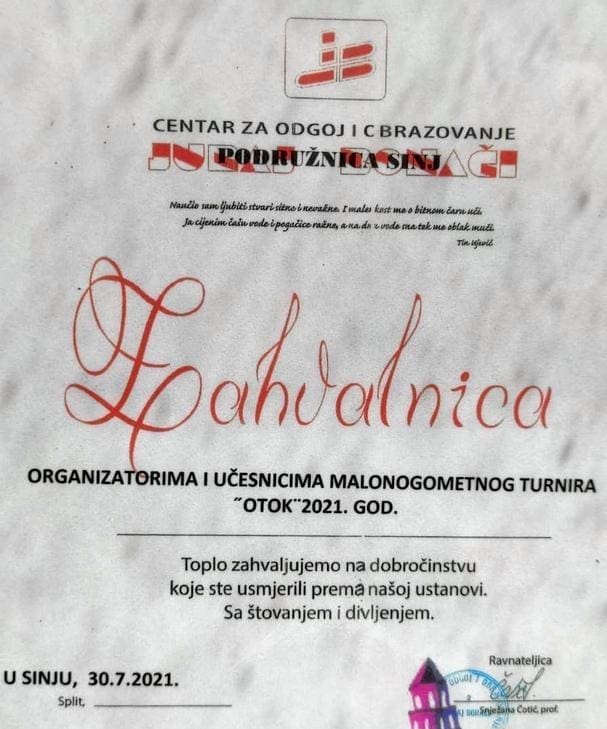 CENTAR ZA ODGOJ I OBRAZOVANJE
JURAJ BONAČI
PODRUŽNICA SINJ
Naučio sam ljubiti stvari sitne i nevažne. I malen kost me o bitnom čaru uči.
Ja cijenim čašu vode i pogačice ražne, a na dn u vode sna tek me oblak muči.
Tin Ujević
Zahvalnica
ORGANIZATORIMA I UČESNICIMA MALONOGOMETNOG TURNIRA
˝OTOK¨2021. GOD.
Toplo zahvaljujemo na dobročinstvu
koje ste usmjerili prema našoj ustanovi.
Sa štovanjem i divljenjem.
Ravnateljica
U SINJU, 30.7.2021.
Split,
Snježana Čotić, prof.